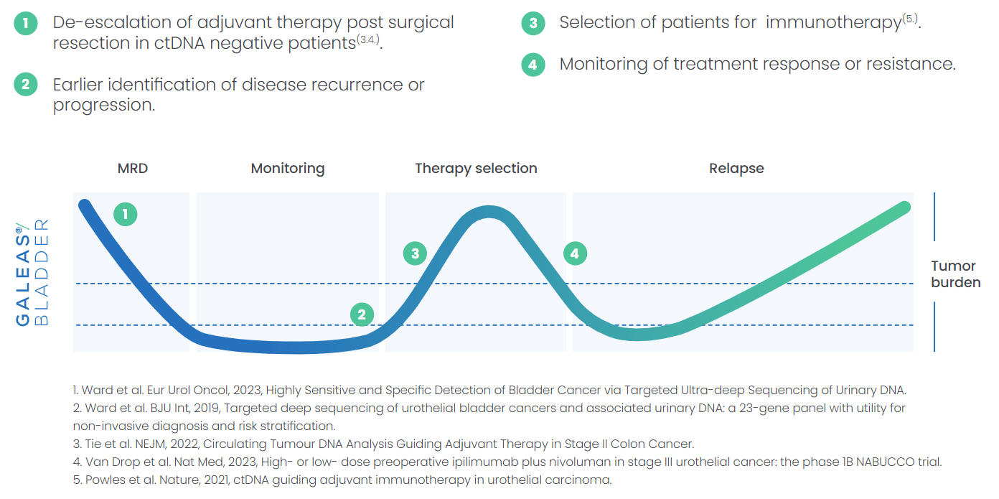 1 De-escalation of adjuvant therapy post surgical
resection in ctDNA negative patients(3.4.).
2 Earlier identification of disease recurrence or
progression.
3 Selection of patients for immunotherapy(5.).
4 Monitoring of treatment response or resistance.
MRD
Monitoring
Therapy selection
Relapse
GALEAS®/
BLADDER
1
2
3
4
Tumor
burden
1. Ward et al. Eur Urol Oncol, 2023, Highly Sensitive and Specific Detection of Bladder Cancer via Targeted Ultra-deep Sequencing of Urinary DNA.
2. Ward et al. BJU Int, 2019, Targeted deep sequencing of urothelial bladder cancers and associated urinary DNA: a 23-gene panel with utility for
non-invasive diagnosis and risk stratification.
3. Tie et al. NEJM, 2022, Circulating Tumour DNA Analysis Guiding Adjuvant Therapy in Stage II Colon Cancer.
4. Van Drop et al. Nat Med, 2023, High- or low- dose preoperative ipilimumab plus nivoluman in stage III urothelial cancer: the phase 1B NABUCCO trial.
5. Powles et al. Nature, 2021, ctDNA guiding adjuvant immunotherapy in urothelial carcinoma.